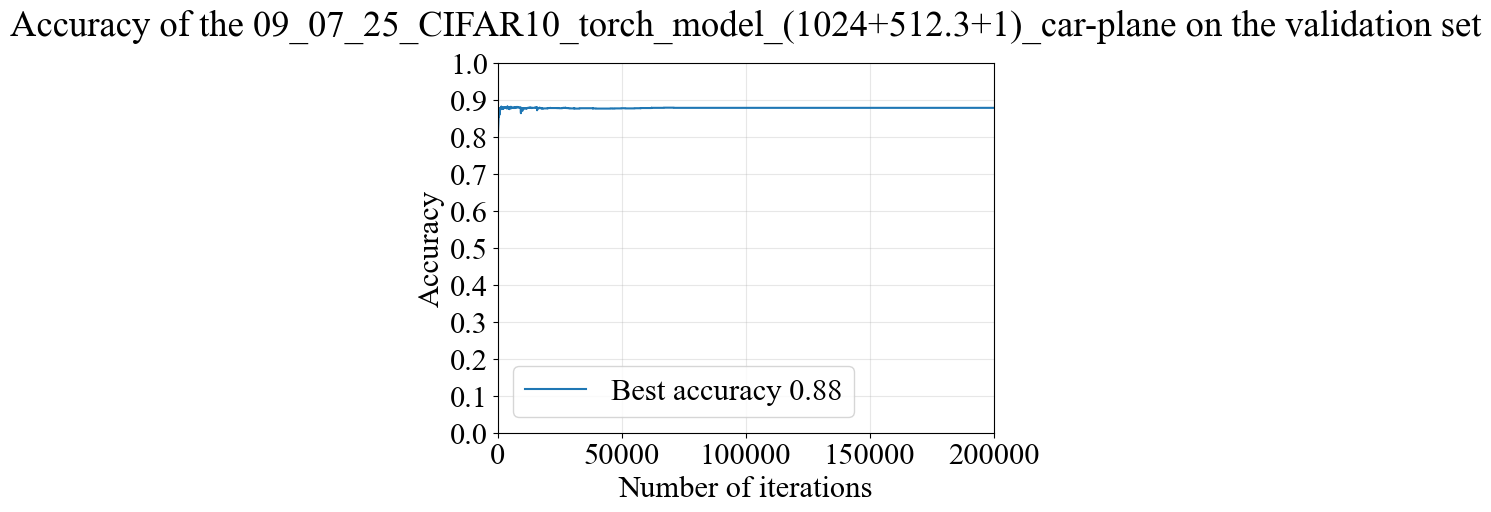 Accuracy of the 09_07_25_CIFAR10_torch_model_(1024+512.3+1)_car-plane on the validation set
1.0
0.9
0.8
0.7
0.6
0.5
0.4
0.3
0.2
0.1
0.0
Accuracy
Best accuracy 0.88
0 50000 100000 150000 200000
Number of iterations